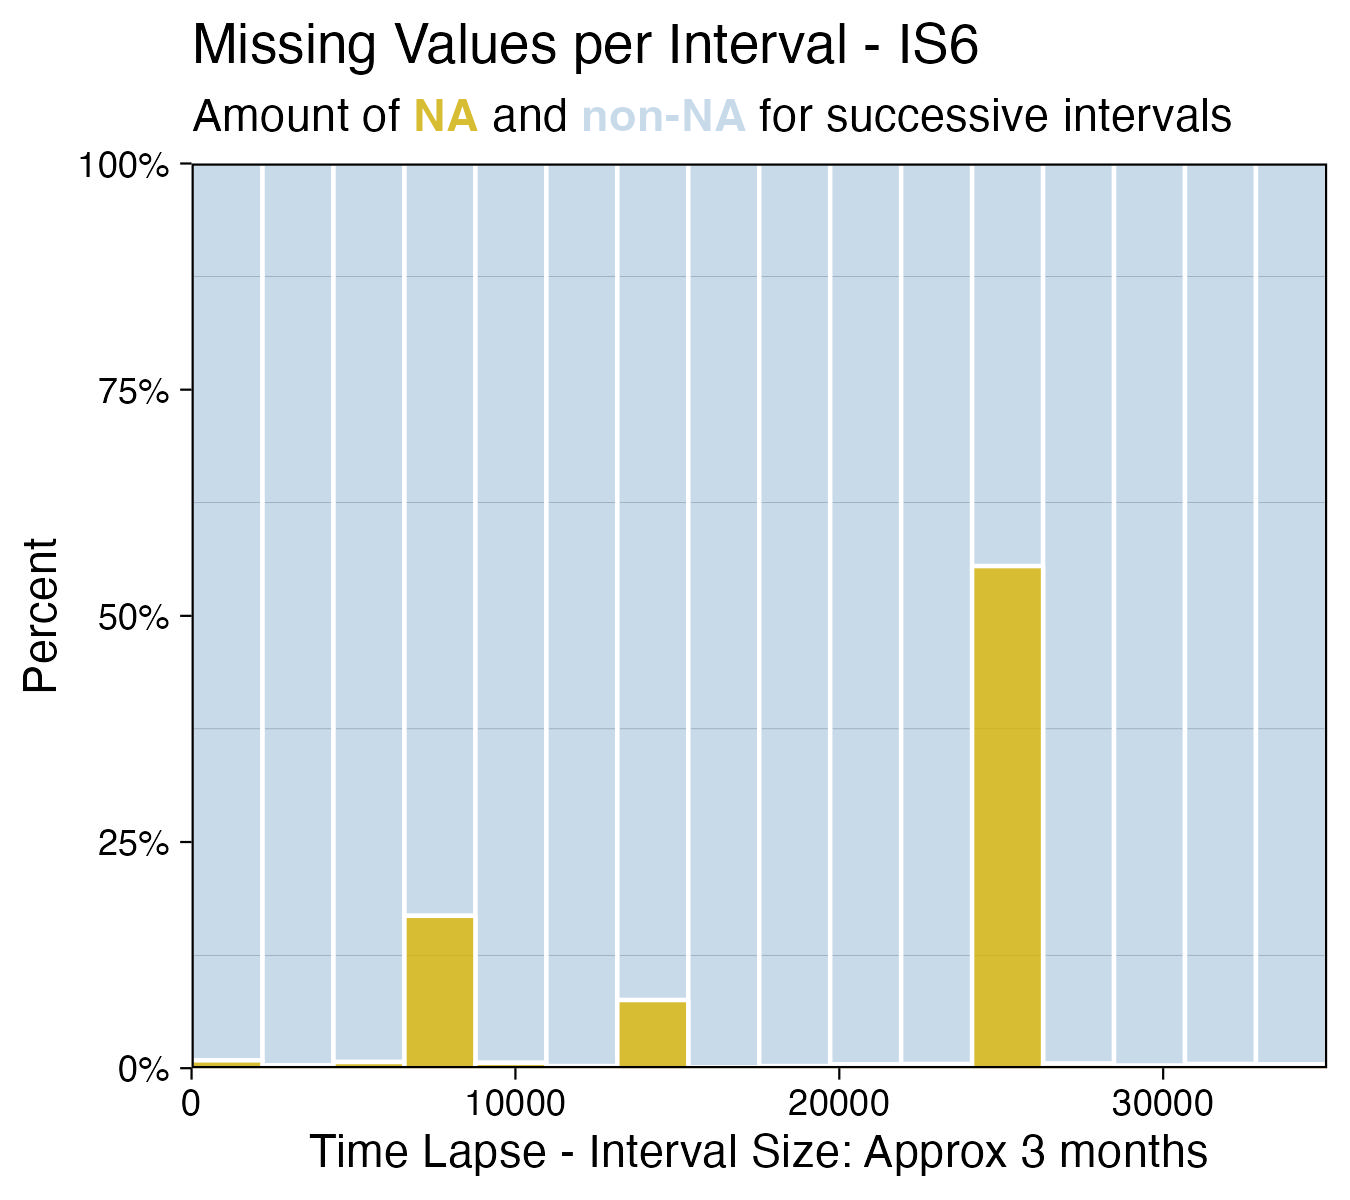 Missing Values per Interval - IS6
Amount of NA and non-NA for successive intervals
100%
75%
50%
25%
0%
Percent
0 10000 20000 30000
Time Lapse - Interval Size: Approx 3 months